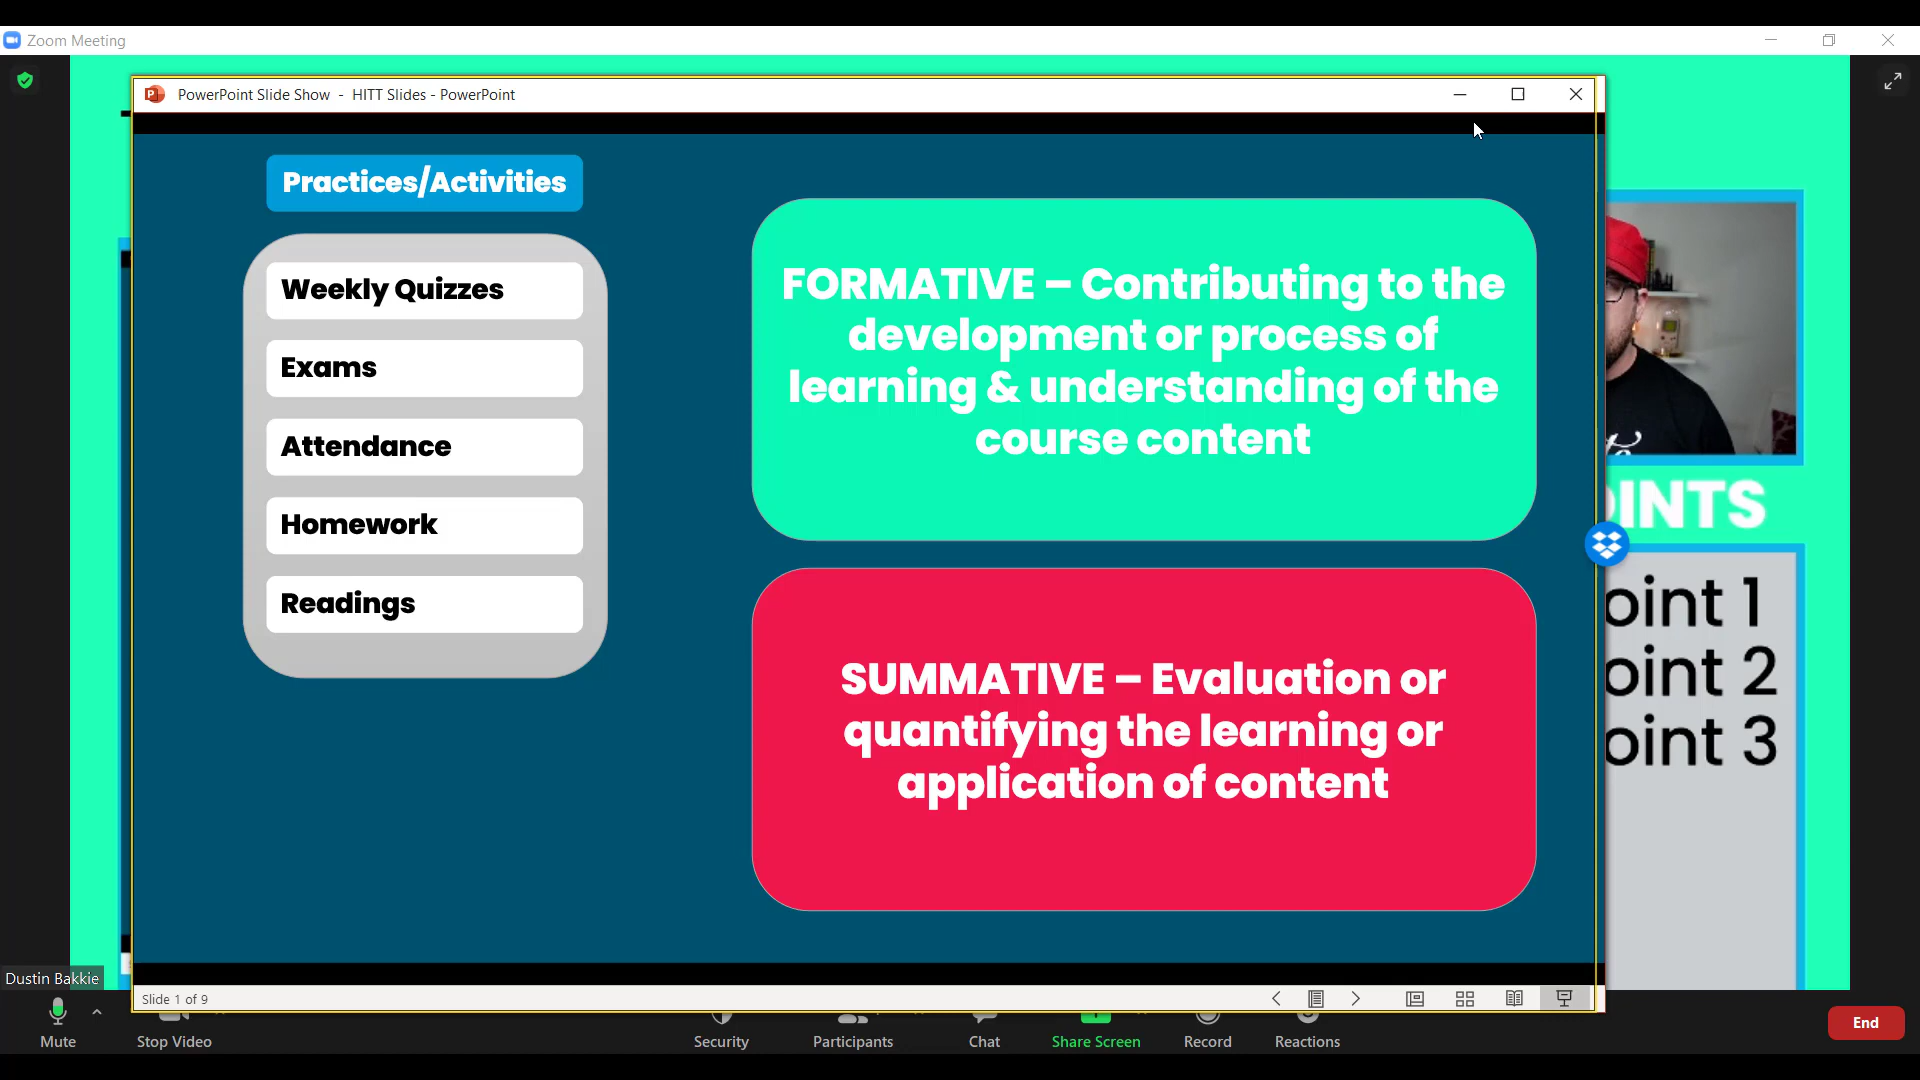 Zoom Meeting
PowerPoint Slide Show - HITT Slides - PowerPoint
Practices/Activities
Weekly Quizzes
Exams
Attendance
Homework
Readings
FORMATIVE – Contributing to the
development or process of
learning & understanding of the
course content
SUMMATIVE – Evaluation or
quantifying the learning or
application of content
OINTS
oint 1
oint 2
oint 3
Dustin Bakkie
Slide 1 of 9
Mute
Stop Video
Security
Participants
Chat
Share Screen
Record
Reactions
End